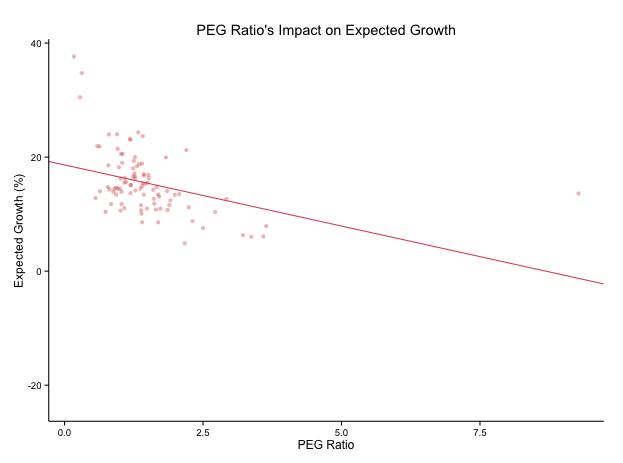 PEG Ratio's Impact on Expected Growth
40
20
0
-20
Expected Growth (%)
0.0
2.5
5.0
7.5
PEG Ratio